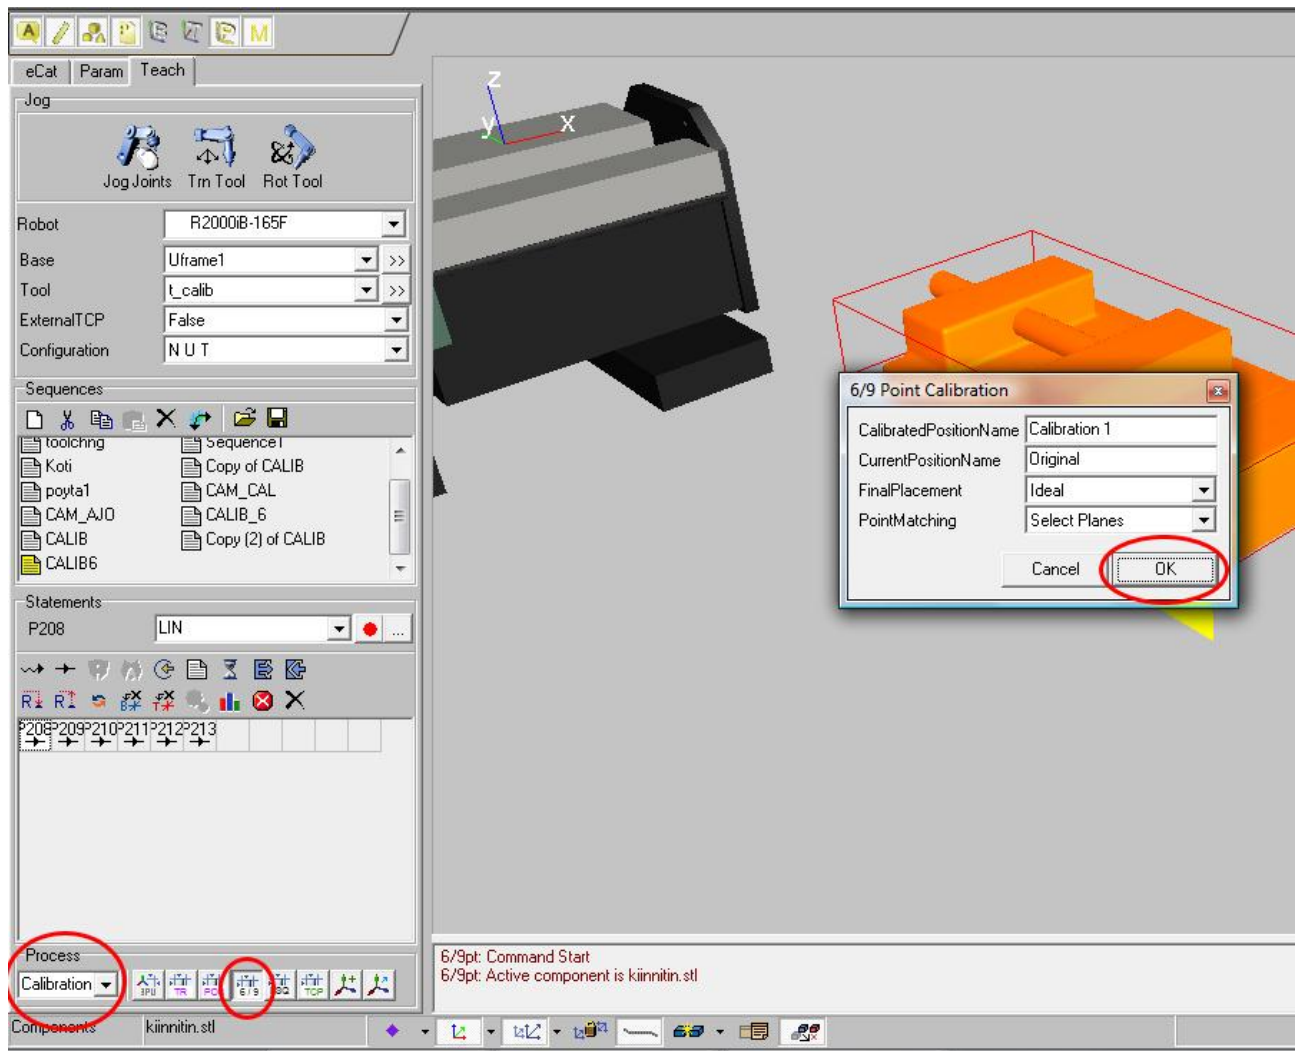 A M
eCat Param Teach
Jog
Jog Joints Trn Tool Rot Tool
Robot R2000iB-165F
Base Uframe1 >>
Tool t_calib >>
ExternalTCP False
Configuration N U T
Sequences
toolchng Sequence1
Koti Copy of CALIB
poyta1 CAM_CAL
CAM_AJO CALIB_6
CALIB Copy (2) of CALIB
CALIB6
Statements
P208 LIN ...
P208 P209 P210 P211 P212 P213
Process
Calibration 3PU TR 6 / 9 TCP
Components kiinnitin.stl
z
y x
6/9 Point Calibration
CalibratedPositionName Calibration 1
CurrentPositionName Original
FinalPlacement Ideal
PointMatching Select Planes
Cancel OK
6/9pt: Command Start
6/9pt: Active component is kiinnitin.stl